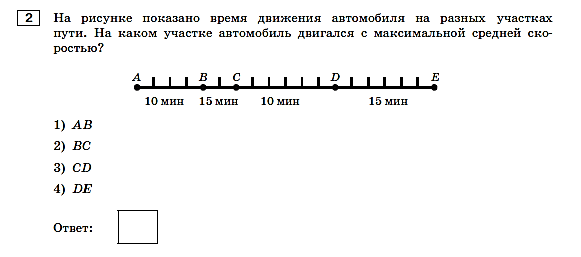 2 На рисунке показано время движения автомобиля на разных участках
пути. На каком участке автомобиль двигался с максимальной средней ско-
ростью?
A B C D E
10 мин 15 мин 10 мин 15 мин
1) AB
2) BC
3) CD
4) DE
Ответ: